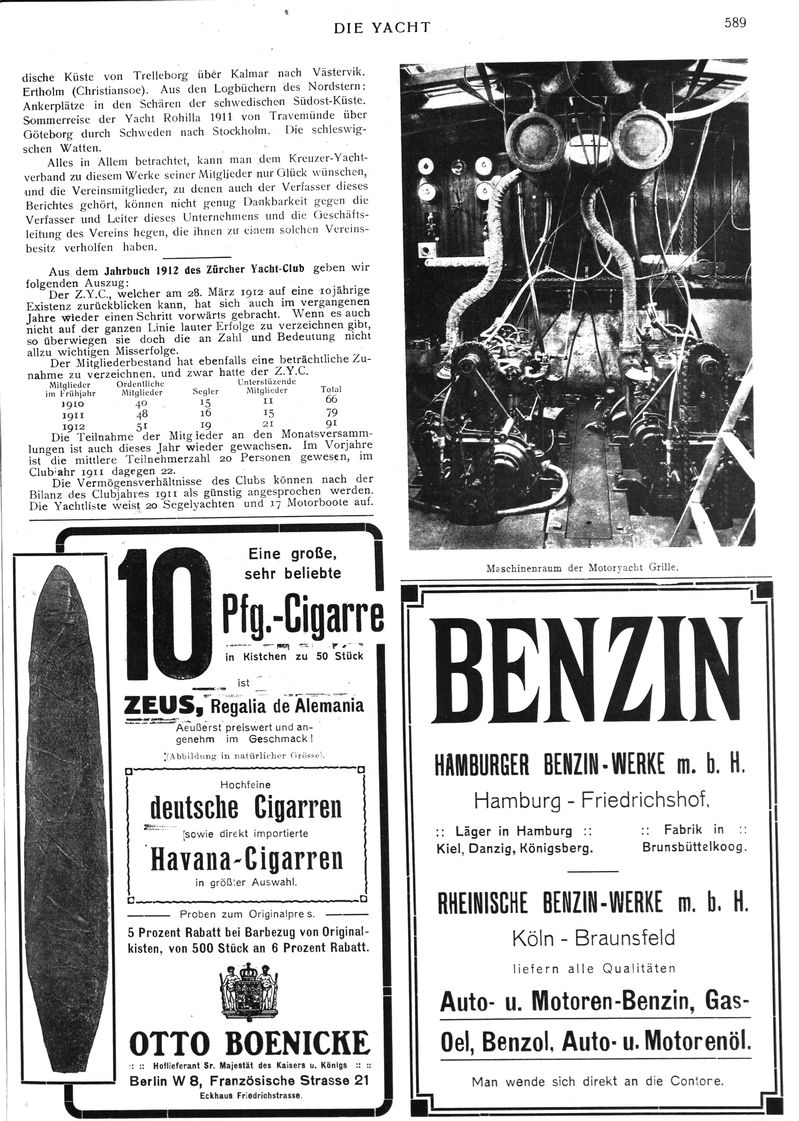 DIE YACHT
589
dische Küste von Trelleborg über Kalmar nach Västervik.
Ertholm (Christiansoe). Aus den Logbüchern des Nordstern:
Ankerplätze in den Schären der schwedischen Südost-Küste.
Sommerreise der Yacht Rohilla 1911 von Travemünde über
Göteborg durch Schweden nach Stockholm. Die schleswig-
schen Watten.
Alles in Allem betrachtet, kann man dem Kreuzer-Yacht-
verband zu diesem Werke seiner Mitglieder nur Glück wünschen,
und die Vereinsmitglieder, zu denen auch der Verfasser dieses
Berichtes gehört, können nicht genug Dankbarkeit gegen die
Verfasser und Leiter dieses Unternehmens und die Geschäfts-
leitung des Vereins hegen, die ihnen zu einem solchen Vereins-
besitz verholfen haben.
Aus dem Jahrbuch 1912 des Zürcher Yacht-Club geben wir
folgenden Auszug:
Der Z.Y.C., welcher am 28. März 1912 auf eine 10jährige
Existenz zurückblicken kann, hat sich auch im vergangenen
Jahre wieder einen Schritt vorwärts gebracht. Wenn es auch
nicht auf der ganzen Linie lauter Erfolge zu verzeichnen gibt,
so überwiegen sie doch die an Zahl und Bedeutung nicht
allzu wichtigen Misserfolge.
Der Mitgliederbestand hat ebenfalls eine beträchtliche Zu-
nahme zu verzeichnen, und zwar hatte der Z.Y.C.
Mitglieder im Frühjahr Ordentliche Mitglieder Segler Unterstüzende Mitglieder Total
1910 40 15 11 66
1911 48 16 15 79
1912 51 19 21 91
Die Teilnahme der Mitg ieder an den Monatsversamm-
lungen ist auch dieses Jahr wieder gewachsen. Im Vorjahre
ist die mittlere Teilnehmerzahl 20 Personen gewesen, im
Club ahr 1911 dagegen 22.
Die Vermögensverhältnisse des Clubs können nach der
Bilanz des Clubjahres 1911 als günstig angesprochen werden.
Die Yachtliste weist 20 Segelyachten und 17 Motorboote auf.
Maschinenraum der Motoryacht Grille.
10
Eine große,
sehr beliebte
Pfg.-Cigarre
in Kistchen zu 50 Stück
ist
ZEUS, Regalia de Alemania
Aeußerst preiswert und an-
genehm im Geschmack!
(Abbildung in natürlicher Grösse).
Hochfeine
deutsche Cigarren
sowie direkt importierte
Havana-Cigarren
in größter Auswahl.
Proben zum Originalpre s.
5 Prozent Rabatt bei Barbezug von Original-
kisten, von 500 Stück an 6 Prozent Rabatt.
OTTO BOENICKE
:: :: Hoflieferant Sr. Majestät des Kaisers u. Königs :: ::
Berlin W 8, Französische Strasse 21
Eckhaus Friedrichstrasse.
BENZIN
HAMBURGER BENZIN-WERKE m. b. H.
Hamburg - Friedrichshof,
:: Läger in Hamburg :: :: Fabrik in ::
Kiel, Danzig, Königsberg. Brunsbüttelkoog.
RHEINISCHE BENZIN-WERKE m. b. H.
Köln - Braunsfeld
liefern alle Qualitäten
Auto- u. Motoren-Benzin, Gas-
Oel, Benzol, Auto- u. Motorenöl.
Man wende sich direkt an die Contore.